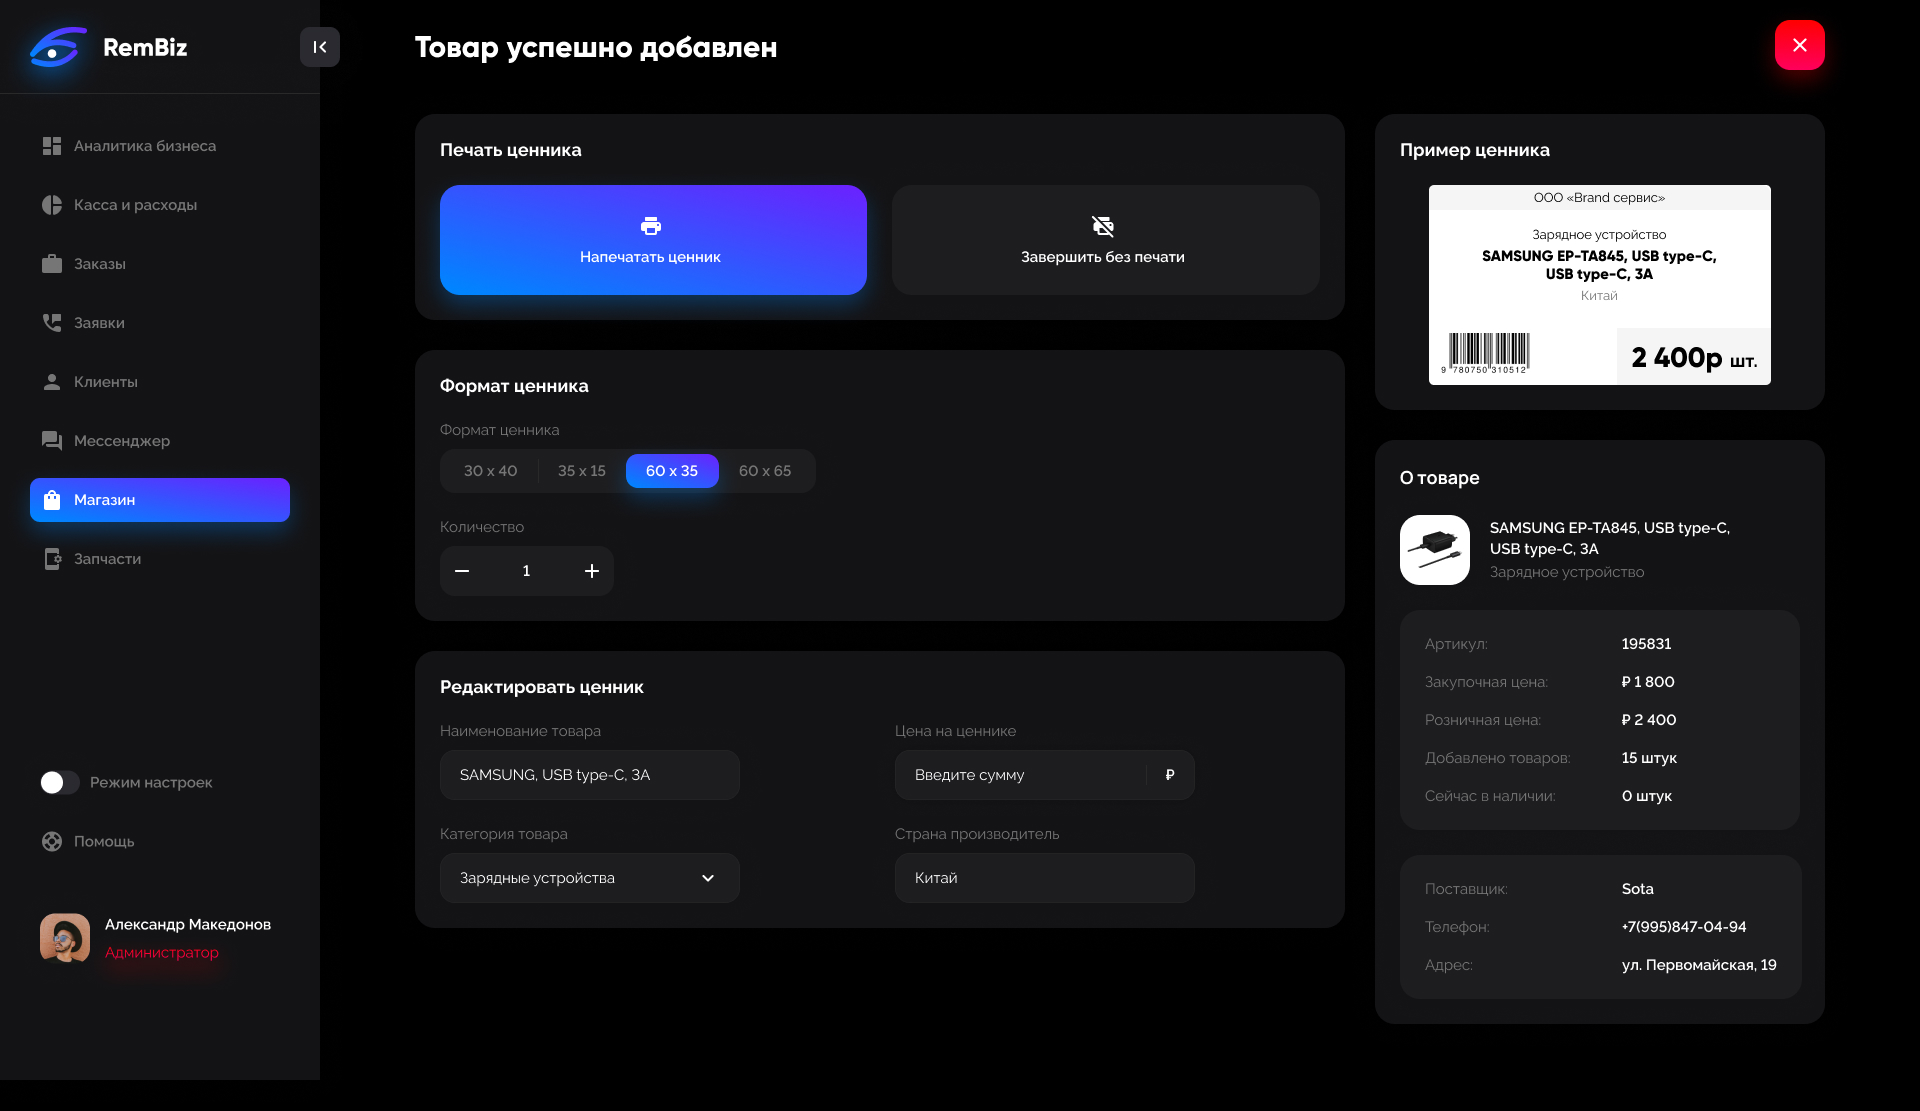 RemBiz
Аналитика бизнеса
Касса и расходы
Заказы
Заявки
Клиенты
Мессенджер
Магазин
Запчасти
Режим настроек
Помощь
Александр Македонов
Администратор
Товар успешно добавлен
Печать ценника
Напечатать ценник
Завершить без печати
Формат ценника
Формат ценника
30 x 40
35 x 15
60 x 35
60 x 65
Количество
1
Редактировать ценник
Наименование товара
SAMSUNG, USB type-C, 3A
Цена на ценнике
Введите сумму
₽
Категория товара
Зарядные устройства
Страна производитель
Китай
Пример ценника
ООО «Brand сервис»
Зарядное устройство
SAMSUNG EP-TA845, USB type-C,
USB type-C, 3A
Китай
9 780750 310512
2 400р шт.
О товаре
SAMSUNG EP-TA845, USB type-C,
USB type-C, 3A
Зарядное устройство
Артикул: 195831
Закупочная цена: ₽ 1 800
Розничная цена: ₽ 2 400
Добавлено товаров: 15 штук
Сейчас в наличии: 0 штук
Поставщик: Sota
Телефон: +7(995)847-04-94
Адрес: ул. Первомайская, 19